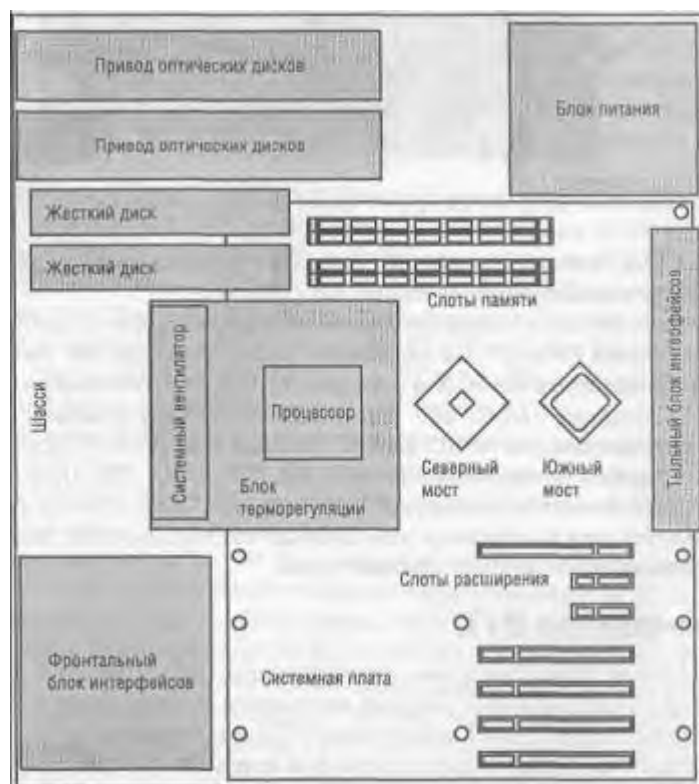 Привод оптических дисков
Блок питания
Привод оптических дисков
Жесткий диск
Жесткий диск
Слоты памяти
Тыльный блок интерфейсов
Шасси
Системный вентилятор
Процессор
Блок
терморегуляции
Северный
мост
Южный
мост
Слоты расширения
Фронтальный
блок интерфейсов
Системная плата